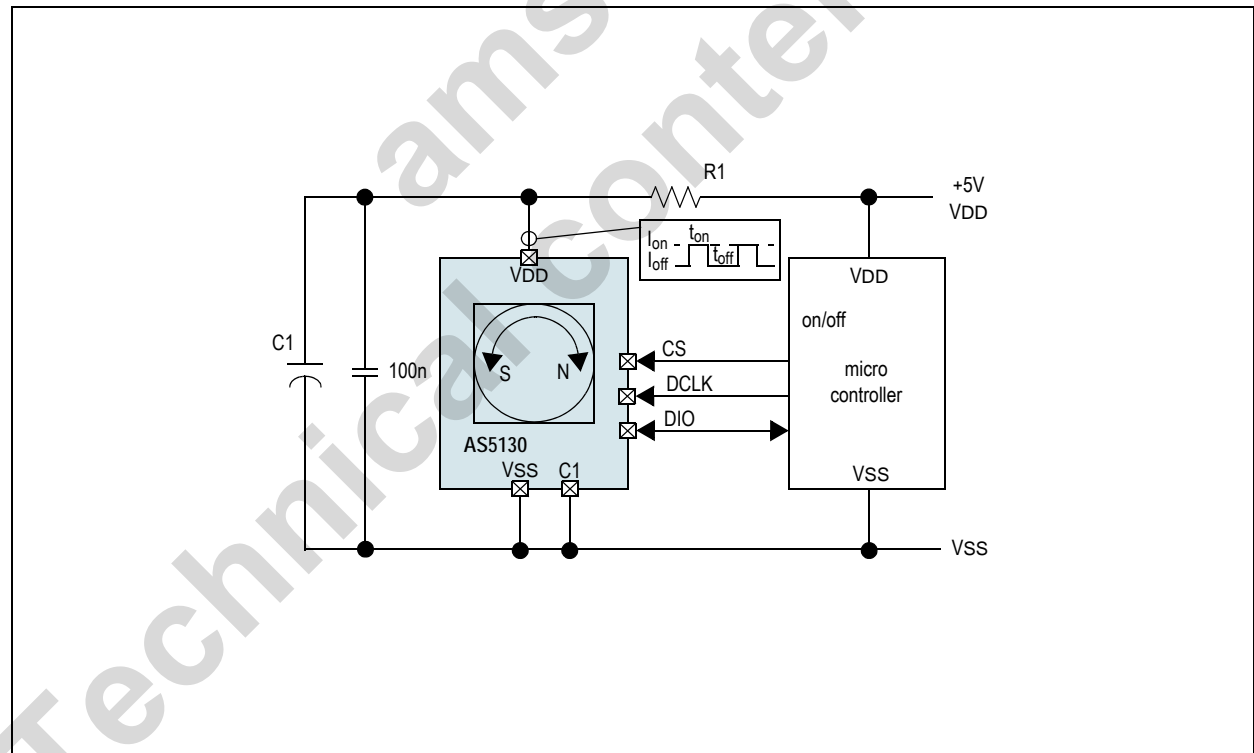 R1
+5V
VDD
Ion
ton
Ioff
toff
VDD
VDD
on/off
micro
controller
C1
100n
S
N
CS
DCLK
DIO
AS5130
VSS
C1
VSS
VSS
ams
Technical content